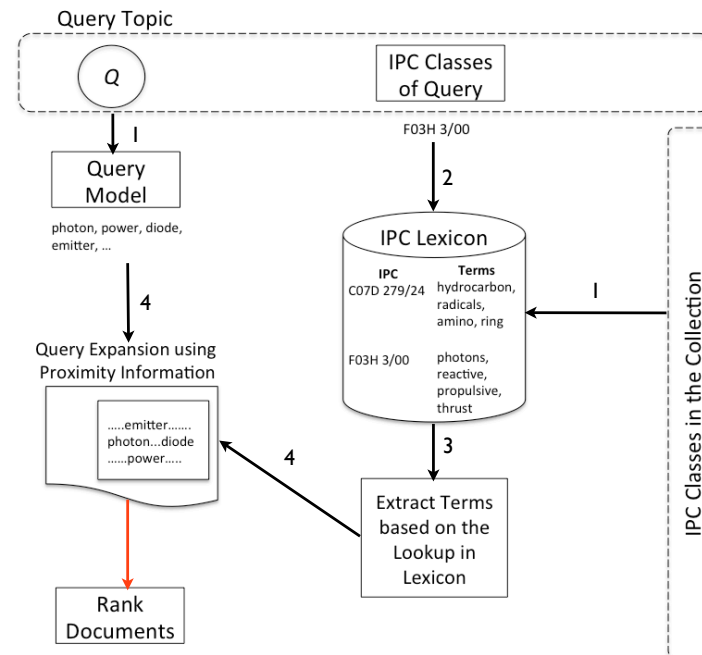 Query Topic
Q
IPC Classes
of Query
F03H 3/00
1
Query
Model
2
photon, power, diode,
emitter, ...
IPC Lexicon
IPC
Terms
C07D 279/24
hydrocarbon,
radicals,
amino, ring
F03H 3/00
photons,
reactive,
propulsive,
thrust
1
IPC Classes in the Collection
4
Query Expansion using
Proximity Information
.....emitter.......
photon...diode
......power.....
3
4
Extract Terms
based on the
Lookup in
Lexicon
Rank
Documents